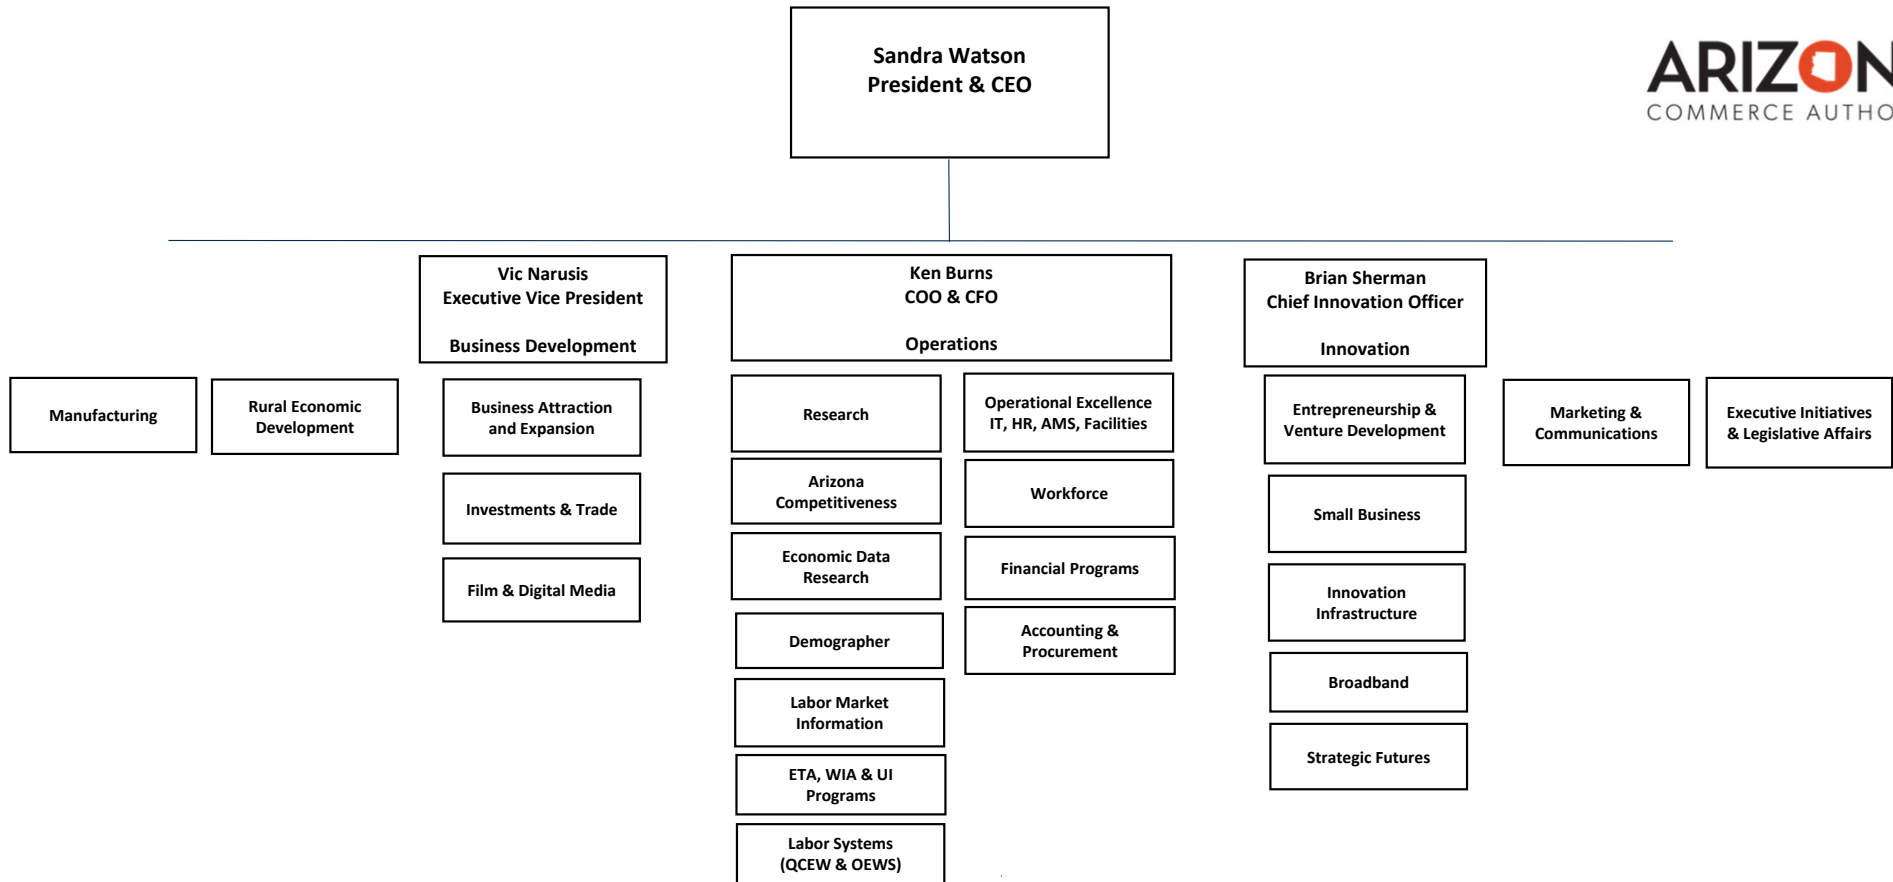 Sandra Watson
President & CEO
ARIZON
COMMERCE AUTHO
Vic Narusis
Executive Vice President
Business Development
Ken Burns
COO & CFO
Operations
Brian Sherman
Chief Innovation Officer
Innovation
Manufacturing
Rural Economic
Development
Business Attraction
and Expansion
Investments & Trade
Film & Digital Media
Research
Arizona
Competitiveness
Economic Data
Research
Demographer
Labor Market
Information
ETA, WIA & UI
Programs
Labor Systems
(QCEW & OEWS)
Operational Excellence
IT, HR, AMS, Facilities
Workforce
Financial Programs
Accounting &
Procurement
Entrepreneurship &
Venture Development
Small Business
Innovation
Infrastructure
Broadband
Strategic Futures
Marketing &
Communications
Executive Initiatives
& Legislative Affairs